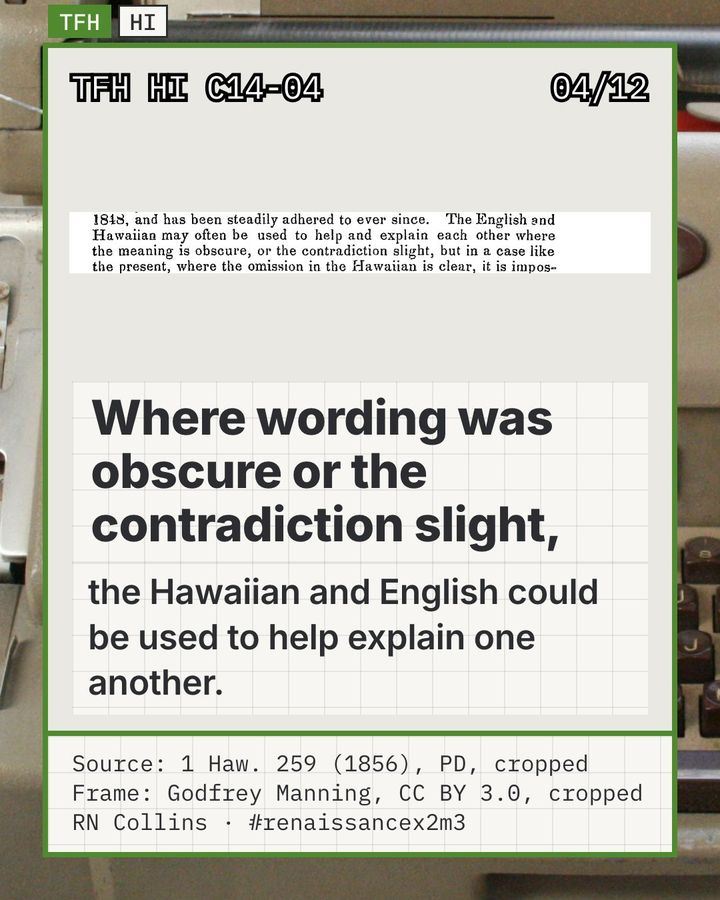 TFH HI
TFH HI C14-04 04/12
1848, and has been steadily adhered to ever since. The English and
Hawaiian may often be used to help and explain each other where
the meaning is obscure, or the contradiction slight, but in a case like
the present, where the omission in the Hawaiian is clear, it is impos-
Where wording was
obscure or the
contradiction slight,
the Hawaiian and English could
be used to help explain one
another.
Source: 1 Haw. 259 (1856), PD, cropped
Frame: Godfrey Manning, CC BY 3.0, cropped
RN Collins · #renaissancex2m3
J